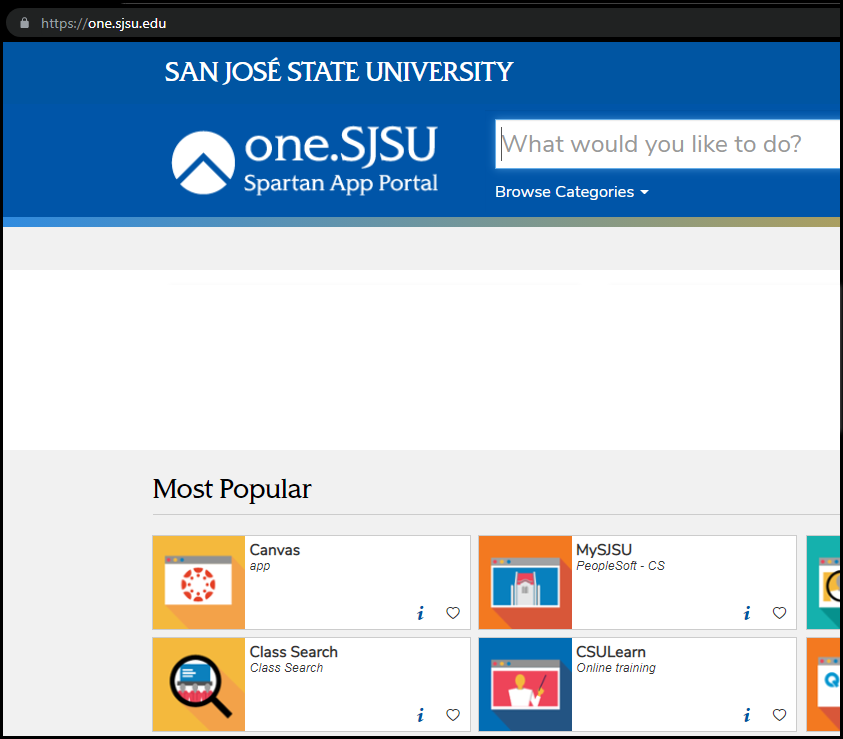 https://one.sjsu.edu
SAN JOSÉ STATE UNIVERSITY
one.SJSU
Spartan App Portal
What would you like to do?
Browse Categories
Most Popular
Canvas
app
i
MySJSU
PeopleSoft - CS
i
Class Search
Class Search
i
CSULearn
Online training
i
Q